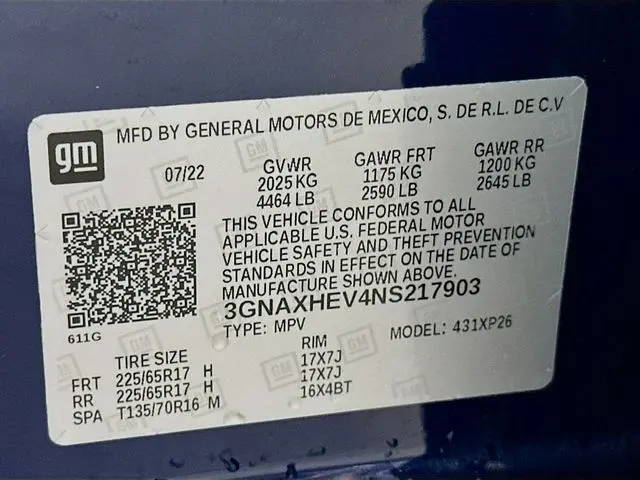 gm
MFD BY GENERAL MOTORS DE MEXICO, S. DE R.L. DE C.V
07/22 GVWR GAWR FRT GAWR RR
2025 KG 1175 KG 1200 KG
4464 LB 2590 LB 2645 LB
THIS VEHICLE CONFORMS TO ALL
APPLICABLE U.S. FEDERAL MOTOR
VEHICLE SAFETY AND THEFT PREVENTION
STANDARDS IN EFFECT ON THE DATE OF
MANUFACTURE SHOWN ABOVE.
3GNAXHEV4NS217903
611G
TYPE: MPV MODEL: 431XP26
TIRE SIZE RIM
FRT 225/65R17 H 17X7J
RR 225/65R17 H 17X7J
SPA T135/70R16 M 16X4BT